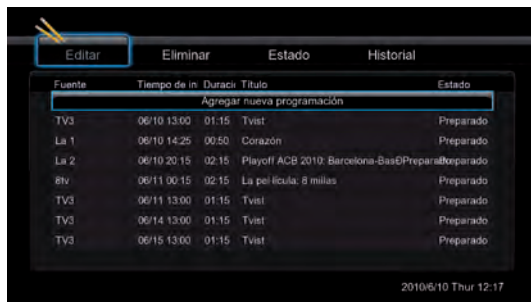 Editar Eliminar Estado Historial
Fuente Tiempo de in Duració Título Estado
Agregar nueva programación
TV3 06/10 13:00 01:15 Tvist Preparado
La 1 06/10 14:25 00:50 Corazón Preparado
La 2 06/10 20:15 02:15 Playoff ACB 2010: Barcelona-Bas
8tv 06/11 00:15 02:15 La pel·lícula: 8 millas Preparado
TV3 06/11 13:00 01:15 Tvist Preparado
TV3 06/14 13:00 01:15 Tvist Preparado
TV3 06/15 13:00 01:15 Tvist Preparado
2010/6/10 Thur 12:17